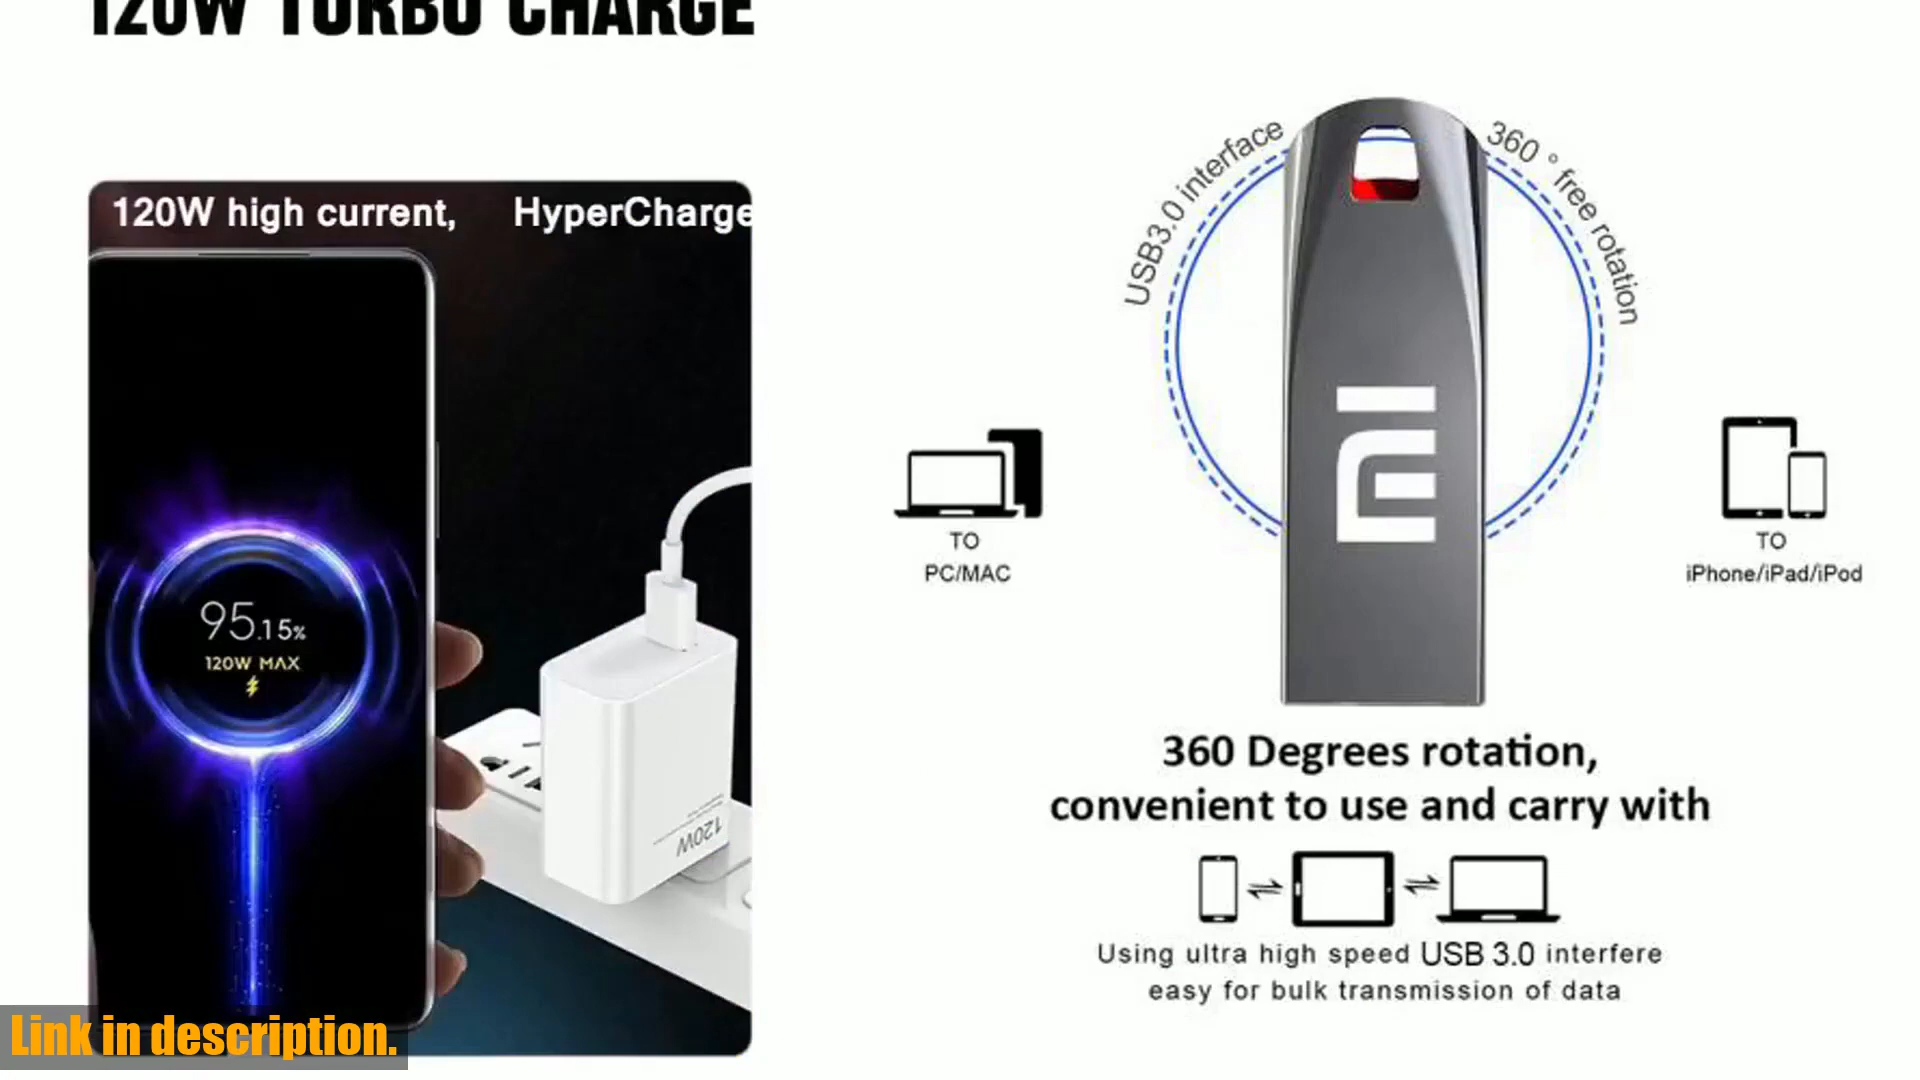 120W TURBO CHARGE
120W high current, HyperCharge
95.15%
120W MAX
120W
Link in description.
USB3.0 interface
360 ° free rotation
TO
PC/MAC
TO
iPhone/iPad/iPod
360 Degrees rotation,
convenient to use and carry with
Using ultra high speed USB 3.0 interfere
easy for bulk transmission of data